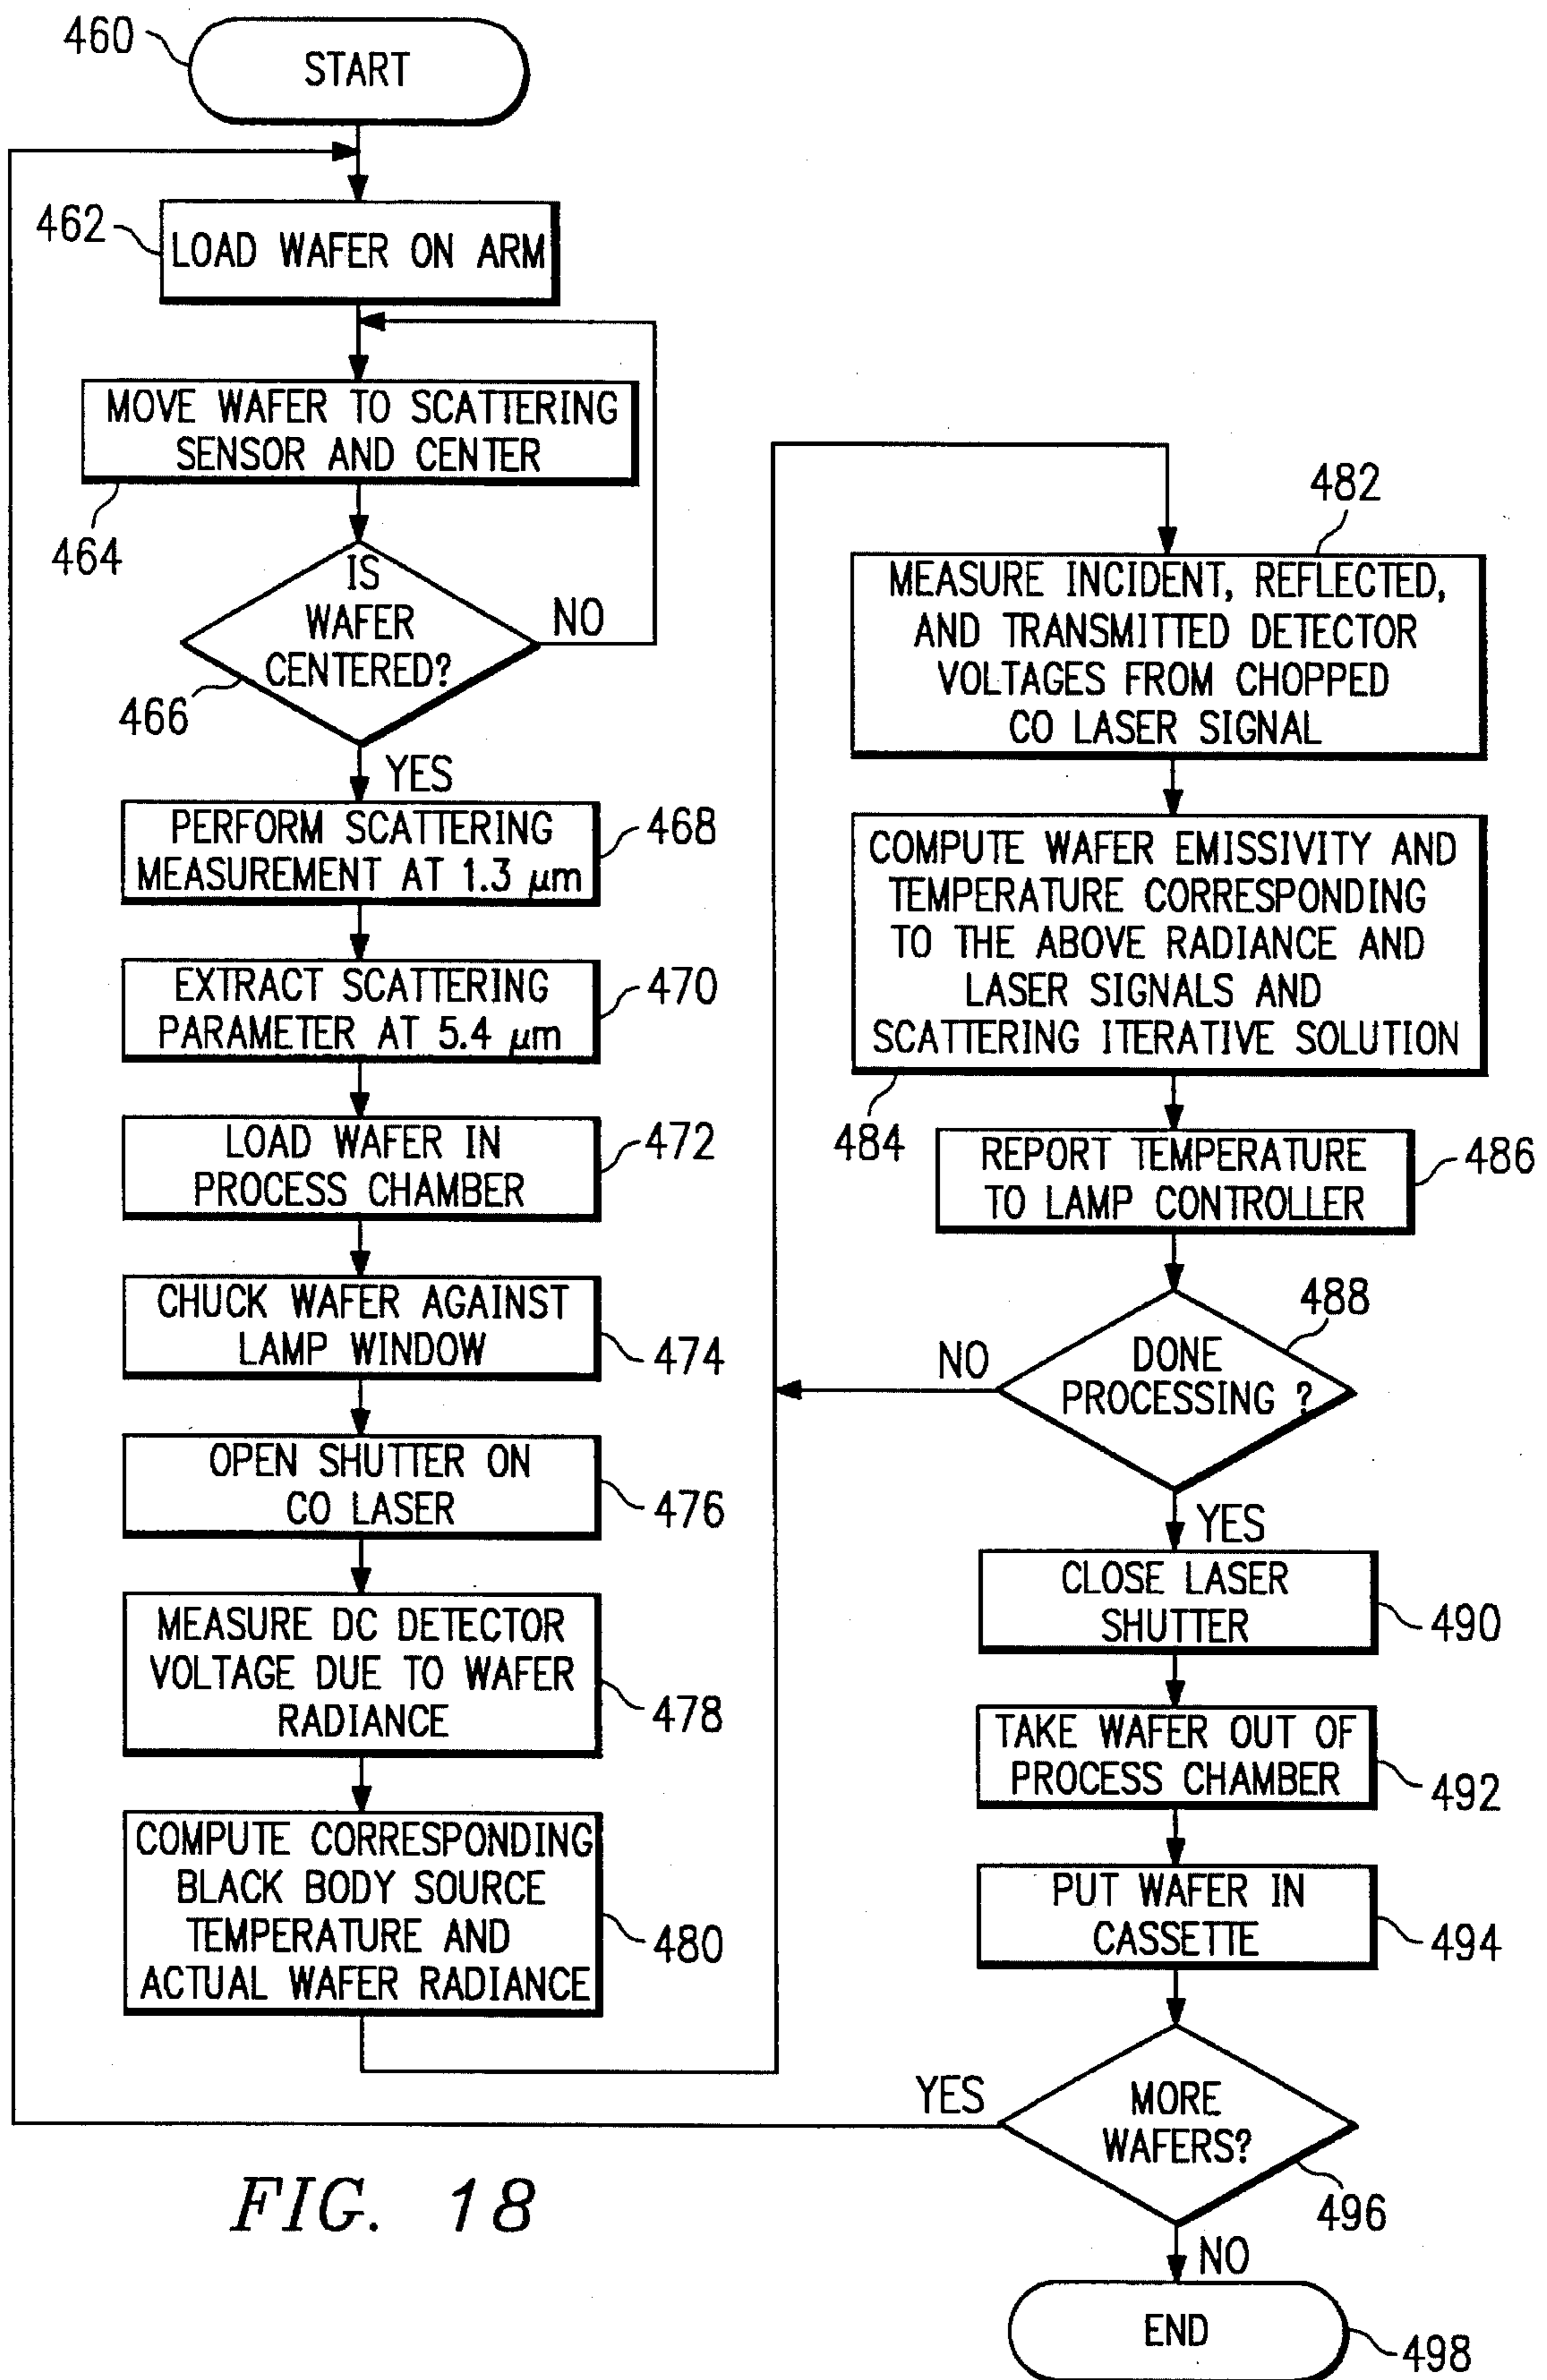 460
START
462
LOAD WAFER ON ARM
MOVE WAFER TO SCATTERING
SENSOR AND CENTER
464
IS
WAFER
CENTERED?
NO
466
YES
PERFORM SCATTERING
MEASUREMENT AT 1.3 µm
468
EXTRACT SCATTERING
PARAMETER AT 5.4 µm
470
LOAD WAFER IN
PROCESS CHAMBER
472
CHUCK WAFER AGAINST
LAMP WINDOW
474
OPEN SHUTTER ON
CO LASER
476
MEASURE DC DETECTOR
VOLTAGE DUE TO WAFER
RADIANCE
478
COMPUTE CORRESPONDING
BLACK BODY SOURCE
TEMPERATURE AND
ACTUAL WAFER RADIANCE
480
482
MEASURE INCIDENT, REFLECTED,
AND TRANSMITTED DETECTOR
VOLTAGES FROM CHOPPED
CO LASER SIGNAL
COMPUTE WAFER EMISSIVITY AND
TEMPERATURE CORRESPONDING
TO THE ABOVE RADIANCE AND
LASER SIGNALS AND
SCATTERING ITERATIVE SOLUTION
484
REPORT TEMPERATURE
TO LAMP CONTROLLER
486
488
DONE
PROCESSING ?
NO
YES
CLOSE LASER
SHUTTER
490
TAKE WAFER OUT OF
PROCESS CHAMBER
492
PUT WAFER IN
CASSETTE
494
YES
MORE
WAFERS?
496
NO
END
498
FIG. 18